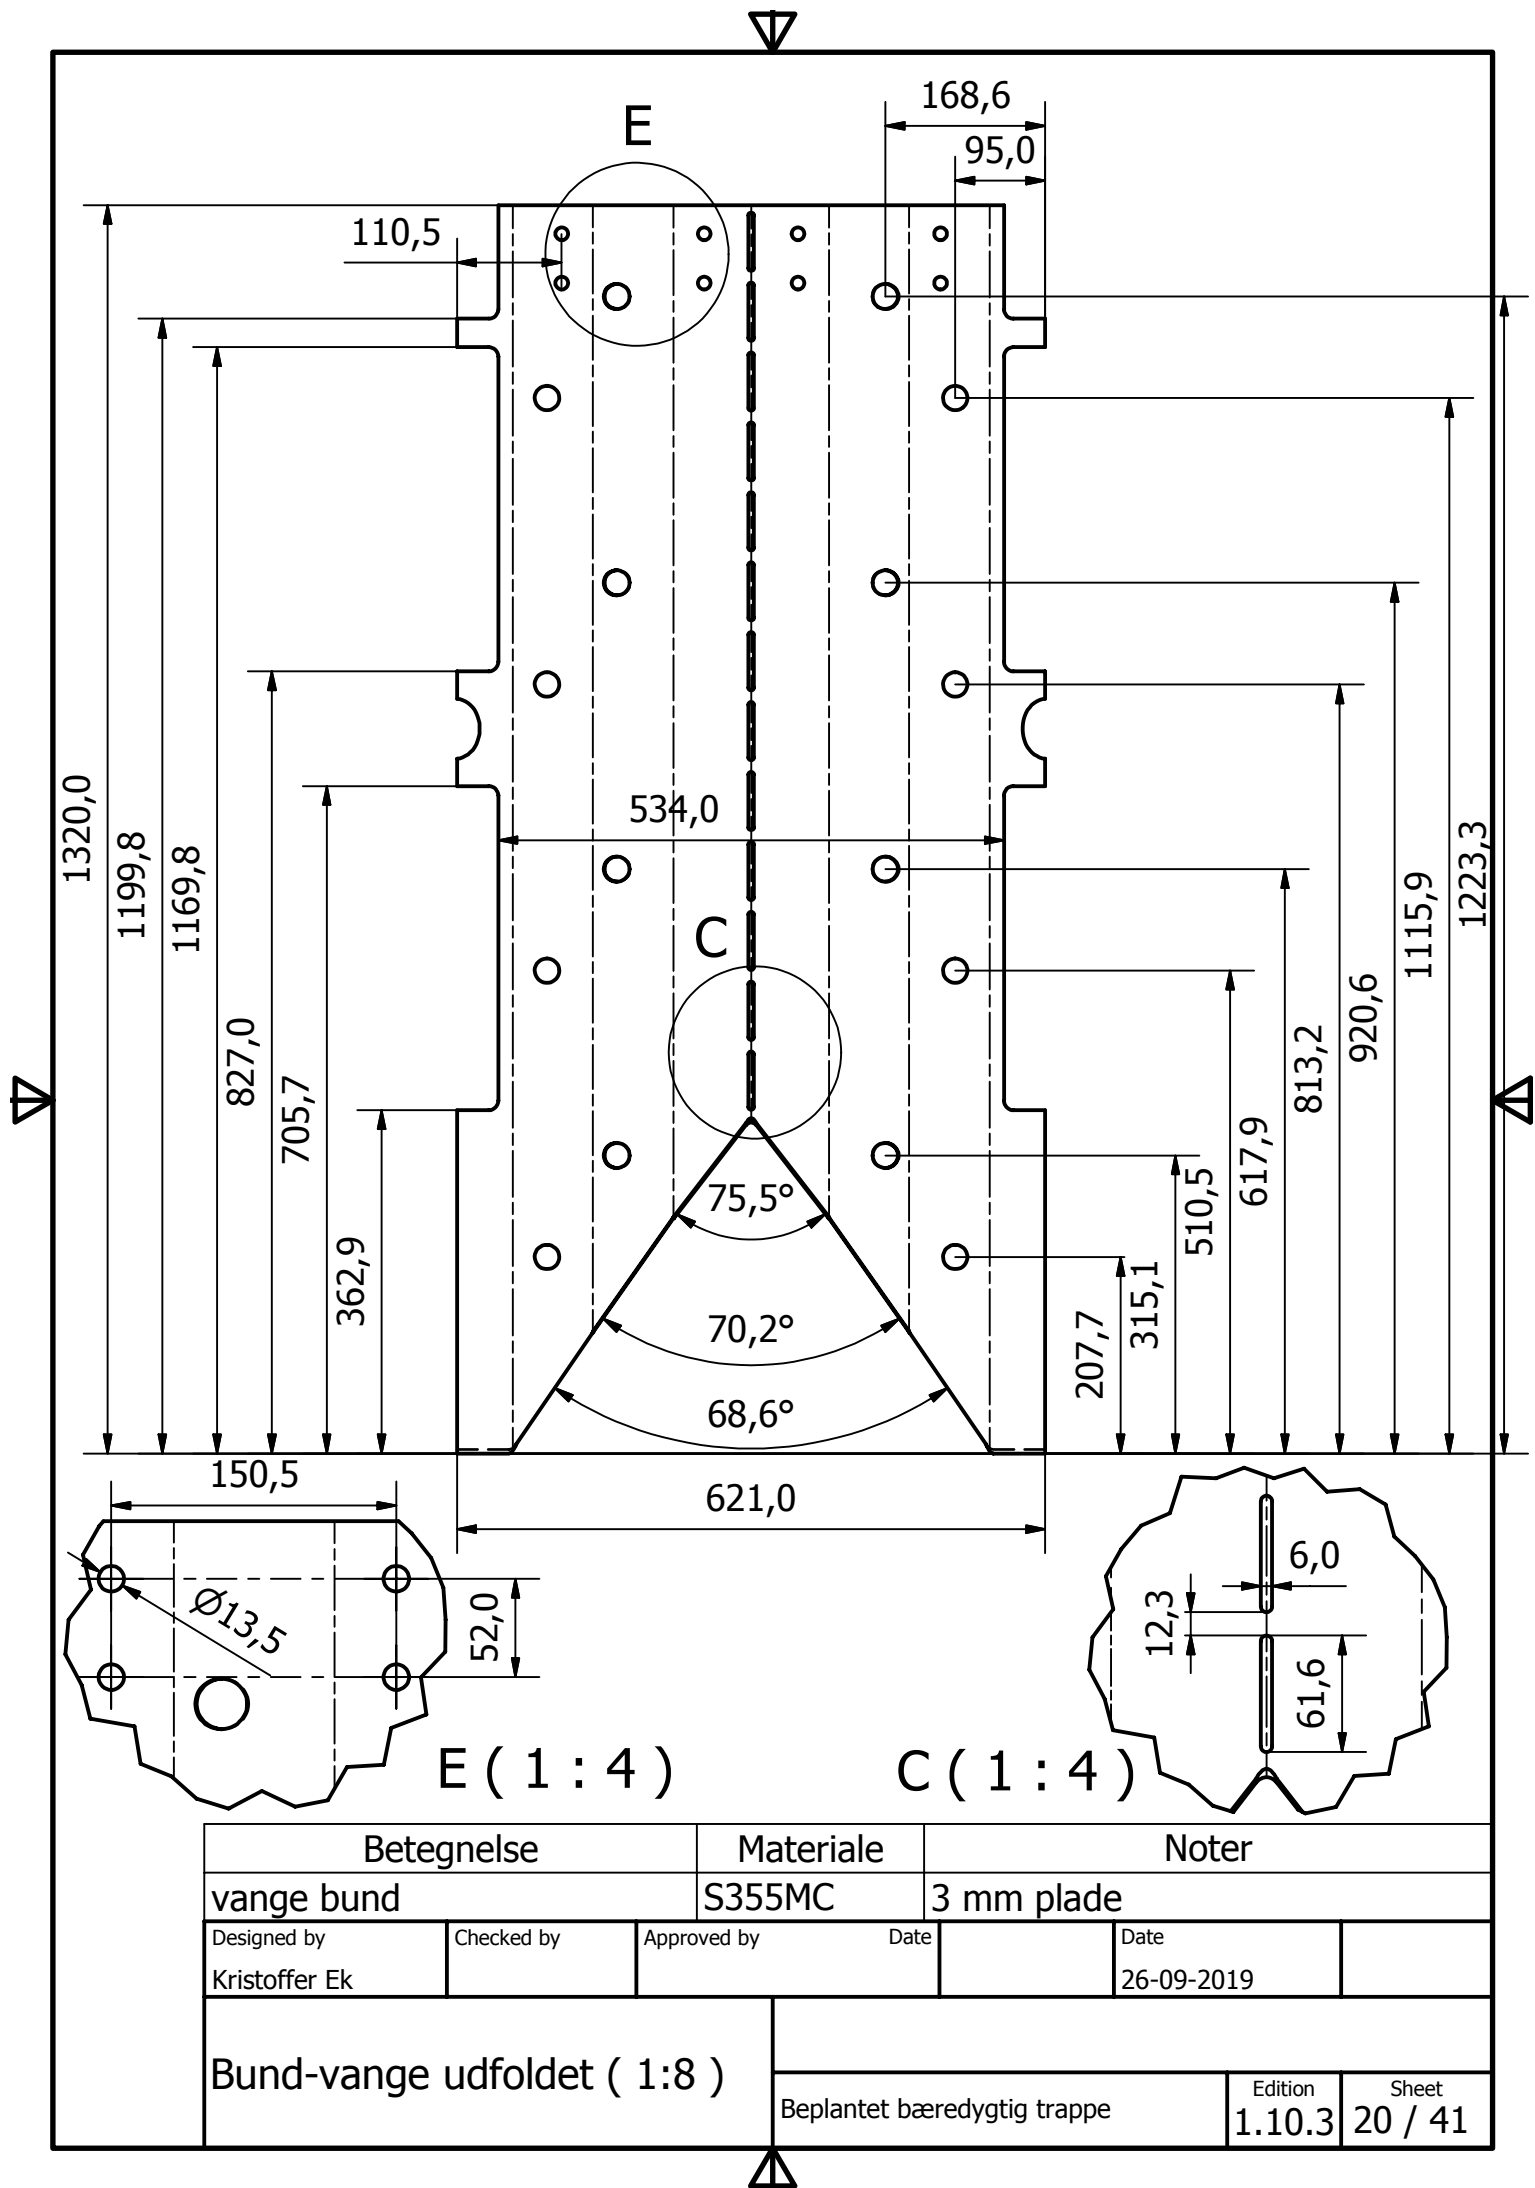 168,6
E
95,0
110,5
534,0
1320,0
1199,8
1169,8
827,0
705,7
362,9
C
1223,3
1115,9
920,6
813,2
617,9
510,5
315,1
207,7
75,5°
70,2°
68,6°
621,0
150,5
Ø13,5
52,0
E ( 1 : 4 )
6,0
12,3
61,6
C ( 1 : 4 )
Betegnelse Materiale Noter
vange bund S355MC 3 mm plade
Designed by Checked by Approved by Date Date
Kristoffer Ek 26-09-2019
Bund-vange udfoldet ( 1:8 )
Beplantet bæredygtig trappe
Edition Sheet
1.10.3 20 / 41